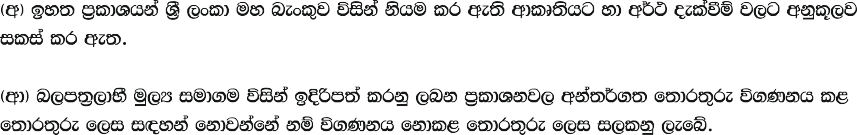 (අ) ඉහත ප්‍රකාශයන් ශ්‍රී ලංකා මහ බැංකුව විසින් නියම කර ඇති ආකෘතියට හා අර්ථ දැක්වීම් වලට අනුකූලව
සකස් කර ඇත.
(ආ) බලපත්‍රලාභී මුල්‍ය සමාගම විසින් ඉදිරිපත් කරනු ලබන ප්‍රකාශනවල අන්තර්ගත තොරතුරු විගණනය කළ
තොරතුරු ලෙස සඳහන් නොවන්නේ නම් විගණනය නොකළ තොරතුරු ලෙස සලකනු ලැබේ.